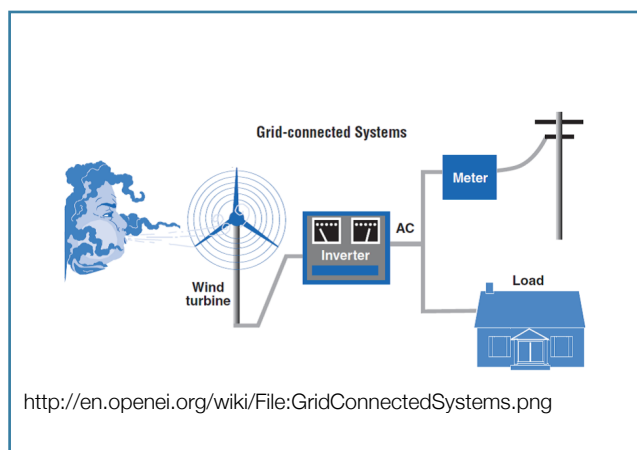 Grid-connected Systems
Meter
AC
Inverter
Load
Wind
turbine
http://en.openei.org/wiki/File:GridConnectedSystems.png